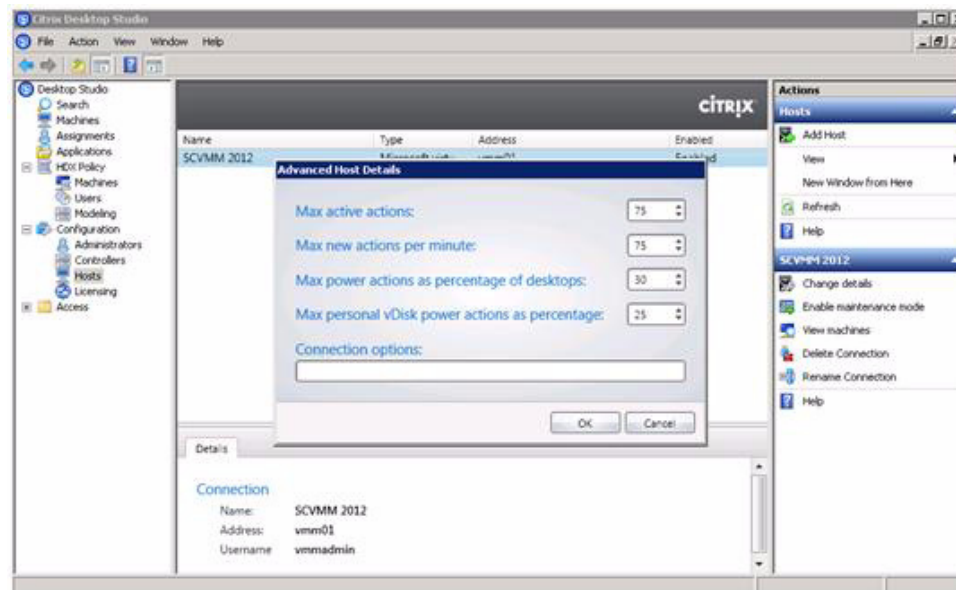 Citrix Desktop Studio
File Action View Window Help
Desktop Studio
Search
Machines
Assignments
Applications
HDX Policy
Machines
Users
Modeling
Configuration
Administrators
Controllers
Hosts
Licensing
Access
CITRIX
Name Type Address Enabled
SCVMM 2012 Microsoft virtu vmm01 Enabled
Advanced Host Details
Max active actions: 75
Max new actions per minute: 75
Max power actions as percentage of desktops: 30
Max personal vDisk power actions as percentage: 25
Connection options:
OK Cancel
Details
Connection
Name: SCVMM 2012
Address: vmm01
Username vmmadmin
Actions
Hosts
Add Host
View
New Window from Here
Refresh
Help
SCVMM 2012
Change details
Enable maintenance mode
View machines
Delete Connection
Rename Connection
Help